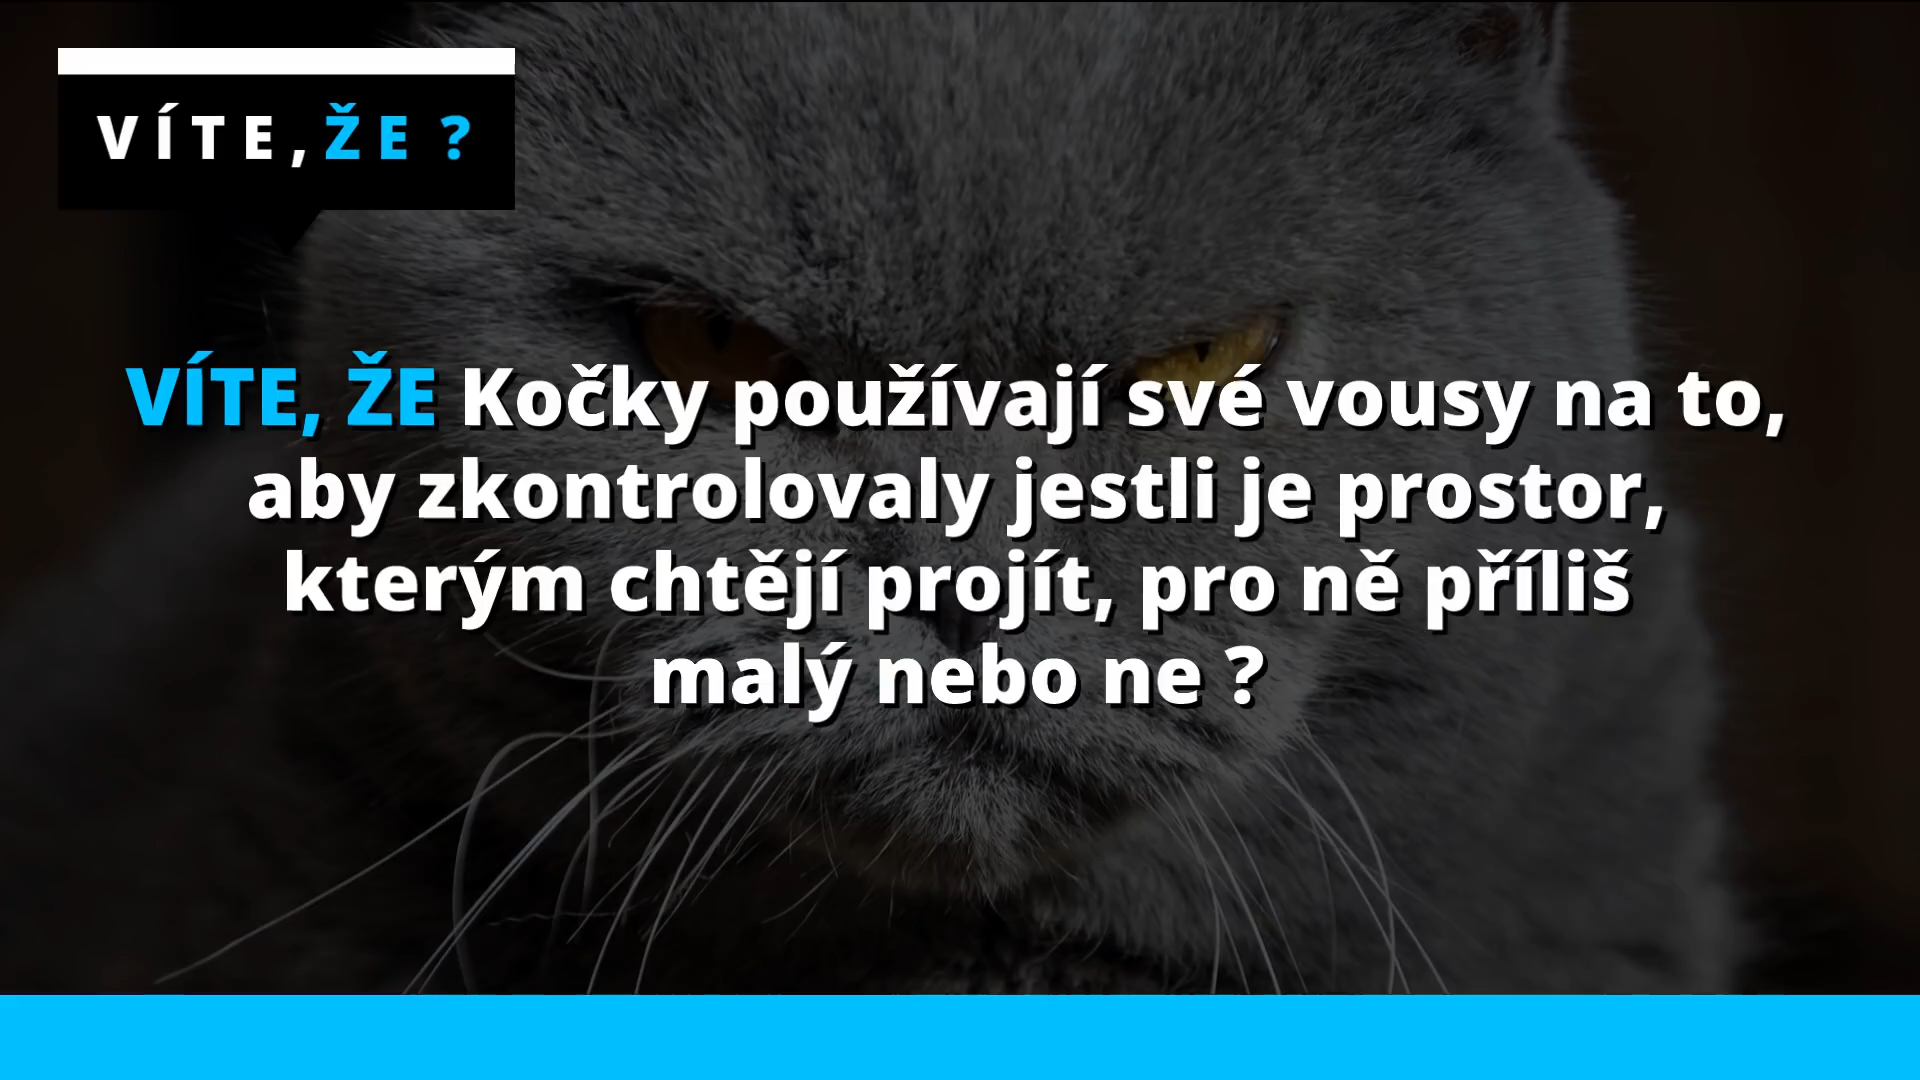 VÍTE, ŽE ?
VÍTE, ŽE Kočky používají své vousy na to,
aby zkontrolovaly jestli je prostor,
kterým chtějí projít, pro ně příliš
malý nebo ne ?